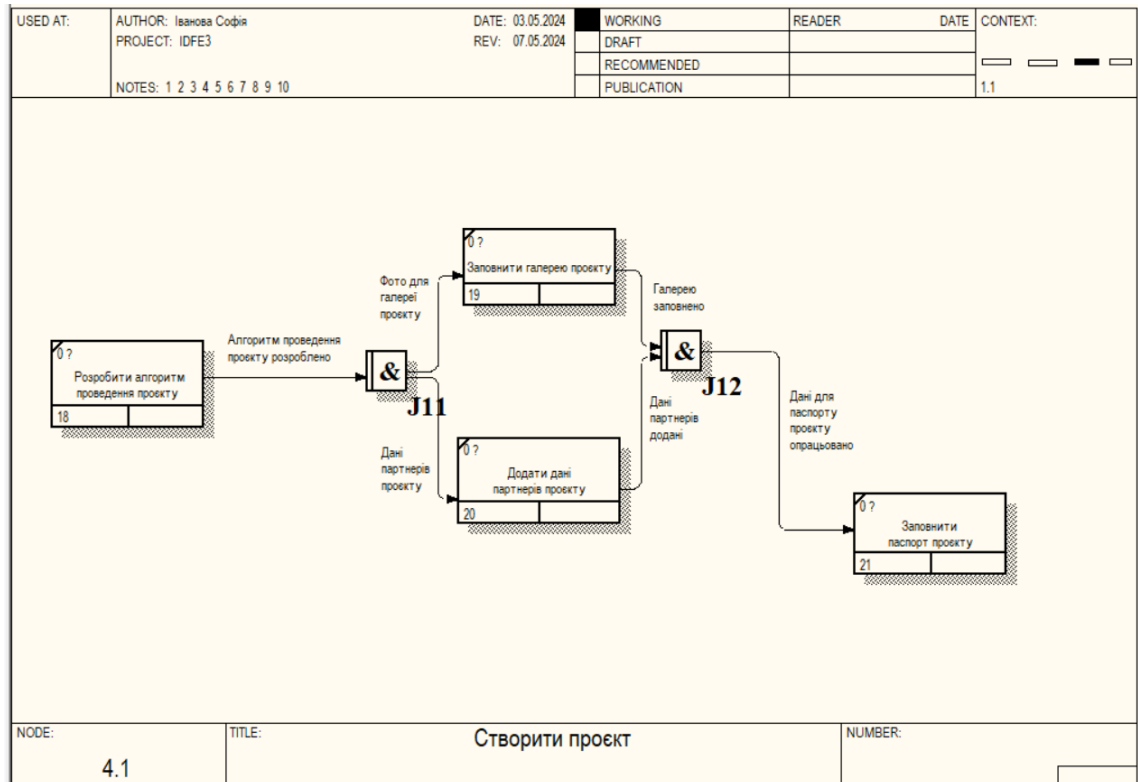 USED AT:
AUTHOR: Іванова Софія
DATE: 03.05.2024
PROJECT: IDFE3
REV: 07.05.2024
NOTES: 1 2 3 4 5 6 7 8 9 10
WORKING
DRAFT
RECOMMENDED
PUBLICATION
READER
DATE
CONTEXT:
1.1
0 ?
Розробити алгоритм
проведення проєкту
18
Алгоритм проведення
проєкту розроблено
&
J11
Фото для
галереї
проєкту
Дані
партнерів
проєкту
0 ?
Заповнити галерею проєкту
19
0 ?
Додати дані
партнерів проєкту
20
Галерею
заповнено
Дані
партнерів
додані
&
J12
Дані для
паспорту
проєкту
опрацьовано
0 ?
Заповнити
паспорт проєкту
21
NODE:
4.1
TITLE:
Створити проєкт
NUMBER: